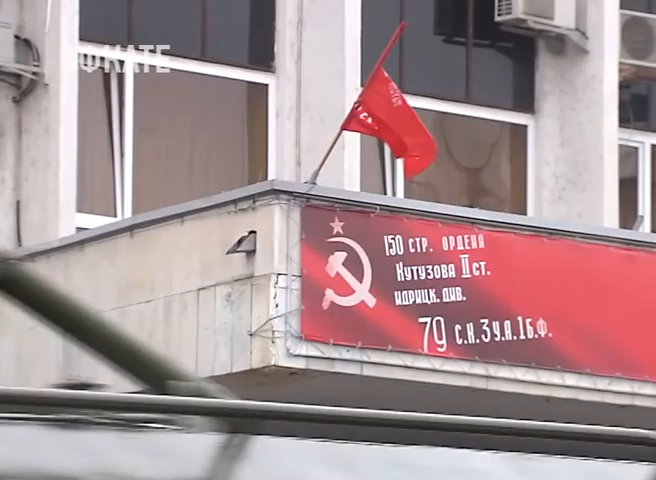 ФКАТЕ
150 СТР. ОРДЕНА
КУТУЗОВА II СТ.
ИДРИЦК. ДИВ.
79 С.К. 3 У.А. 1 Б.Ф.